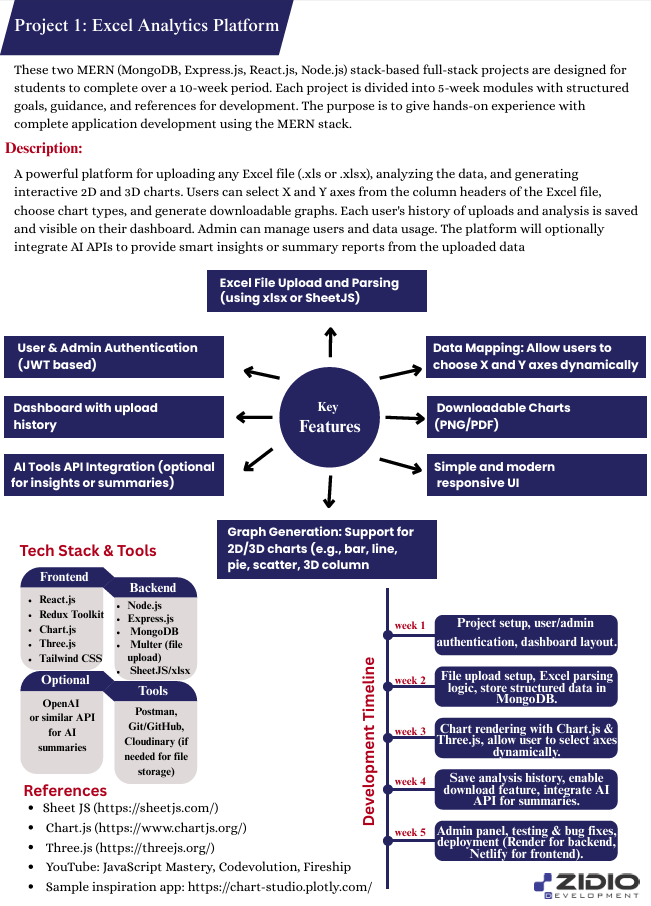 Project 1: Excel Analytics Platform
These two MERN (MongoDB, Express.js, React.js, Node.js) stack-based full-stack projects are designed for
students to complete over a 10-week period. Each project is divided into 5-week modules with structured
goals, guidance, and references for development. The purpose is to give hands-on experience with
complete application development using the MERN stack.
Description:
A powerful platform for uploading any Excel file (.xls or .xlsx), analyzing the data, and generating
interactive 2D and 3D charts. Users can select X and Y axes from the column headers of the Excel file,
choose chart types, and generate downloadable graphs. Each user's history of uploads and analysis is saved
and visible on their dashboard. Admin can manage users and data usage. The platform will optionally
integrate AI APIs to provide smart insights or summary reports from the uploaded data
Excel File Upload and Parsing
(using xlsx or SheetJS)
User & Admin Authentication
(JWT based)
Data Mapping: Allow users to
choose X and Y axes dynamically
Key
Features
Dashboard with upload
history
Downloadable Charts
(PNG/PDF)
AI Tools API Integration (optional
for insights or summaries)
Simple and modern
responsive UI
Graph Generation: Support for
2D/3D charts (e.g., bar, line,
pie, scatter, 3D column
Tech Stack & Tools
Frontend
• React.js
• Redux Toolkit
• Chart.js
• Three.js
• Tailwind CSS
Backend
• Node.js
• Express.js
• MongoDB
• Multer (file
upload)
• SheetJS/xlsx
Optional
OpenAI
or similar API
for AI
summaries
Tools
Postman,
Git/GitHub,
Cloudinary (if
needed for file
storage)
References
• Sheet JS (https://sheetjs.com/)
• Chart.js (https://www.chartjs.org/)
• Three.js (https://threejs.org/)
• YouTube: JavaScript Mastery, Codevolution, Fireship
• Sample inspiration app: https://chart-studio.plotly.com/
Development Timeline
week 1
Project setup, user/admin
authentication, dashboard layout.
week 2
File upload setup, Excel parsing
logic, store structured data in
MongoDB.
week 3
Chart rendering with Chart.js &
Three.js, allow user to select axes
dynamically.
week 4
Save analysis history, enable
download feature, integrate AI
API for summaries.
week 5
Admin panel, testing & bug fixes,
deployment (Render for backend,
Netlify for frontend).
ZIDIO
DEVELOPMENT